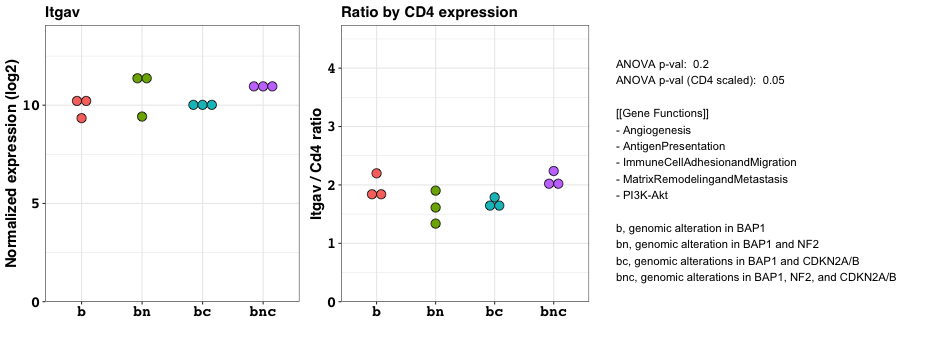 Itgav
Normalized expression (log2)
10
5
0
b bn bc bnc
Ratio by CD4 expression
Itgav / Cd4 ratio
4
3
2
1
0
b bn bc bnc
ANOVA p-val: 0.2
ANOVA p-val (CD4 scaled): 0.05
[[Gene Functions]]
- Angiogenesis
- AntigenPresentation
- ImmuneCellAdhesionandMigration
- MatrixRemodelingandMetastasis
- PI3K-Akt
b, genomic alteration in BAP1
bn, genomic alteration in BAP1 and NF2
bc, genomic alterations in BAP1 and CDKN2A/B
bnc, genomic alterations in BAP1, NF2, and CDKN2A/B